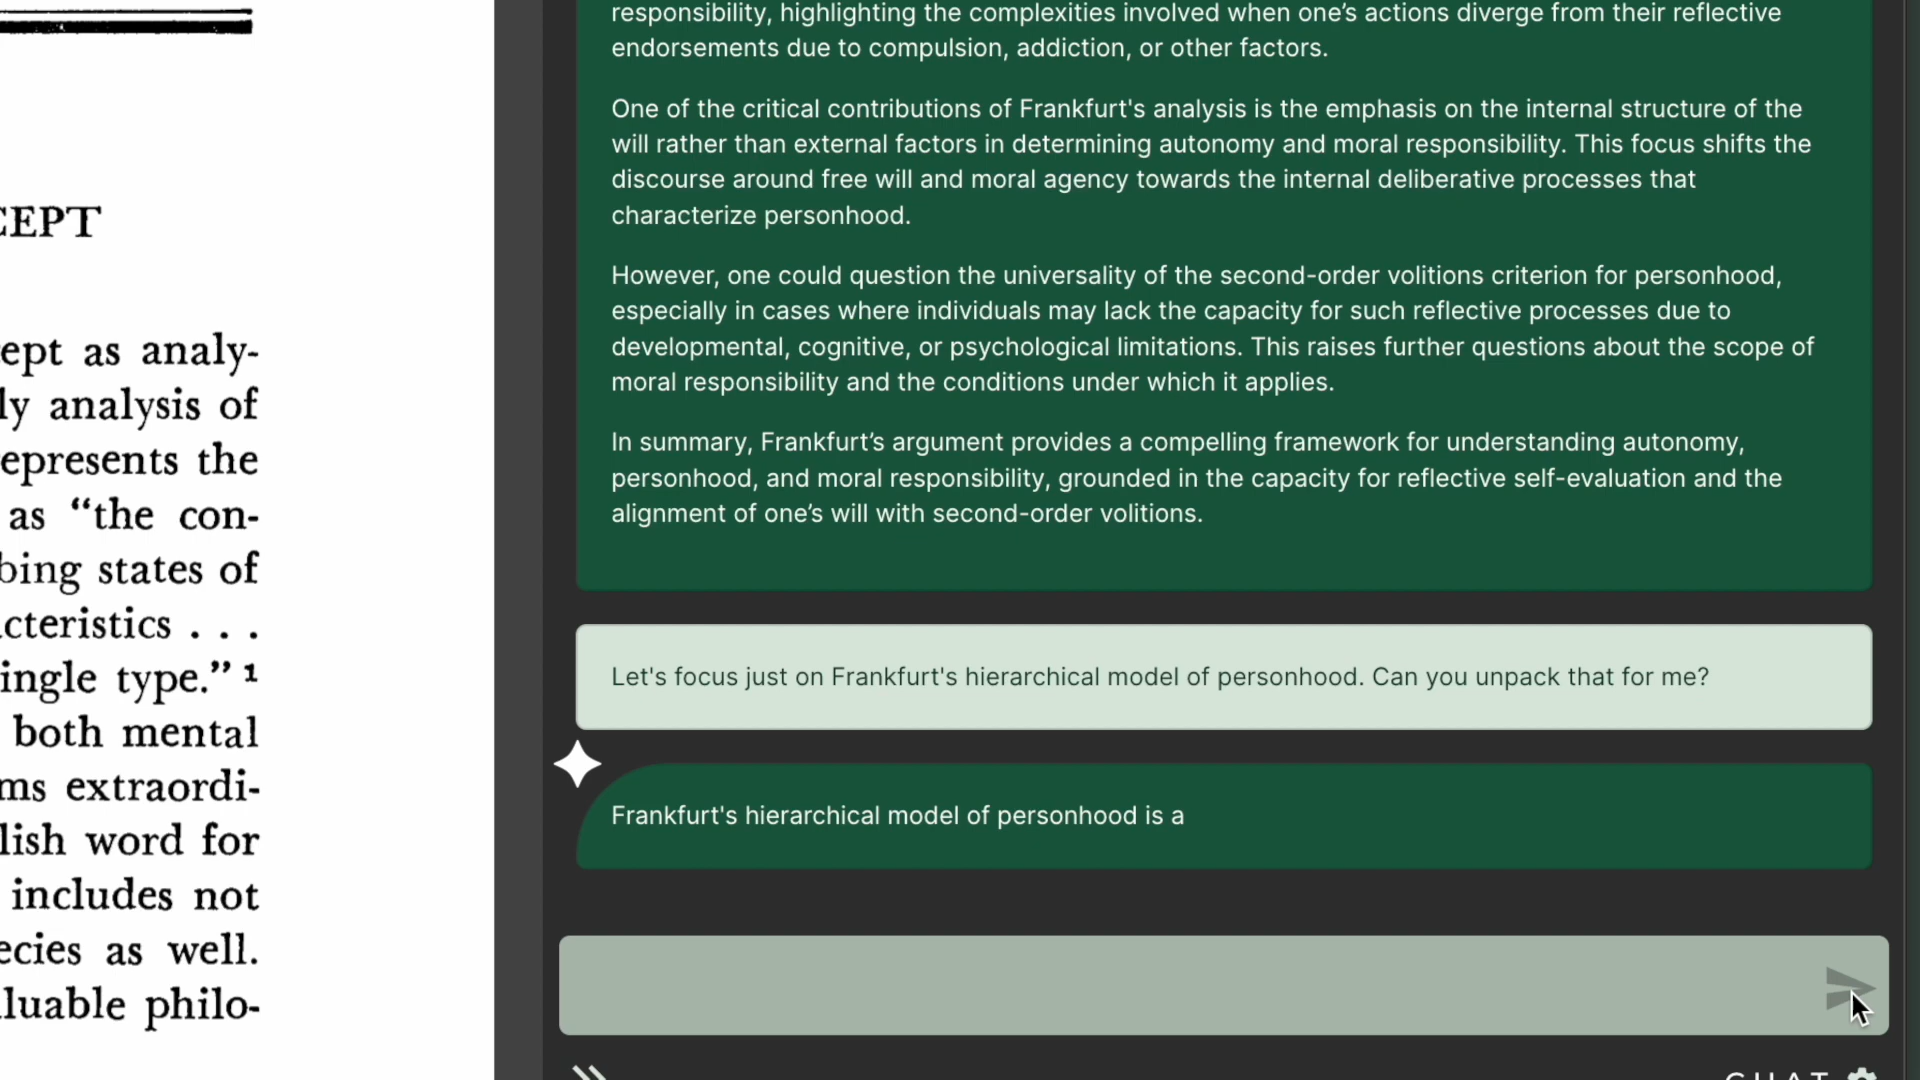 CEPT
ept as analy-
ly analysis of
epresents the
as “the con-
bing states of
cteristics . . .
ingle type.” 1
both mental
ms extraordi-
lish word for
includes not
ecies as well.
luable philo-
responsibility, highlighting the complexities involved when one’s actions diverge from their reflective
endorsements due to compulsion, addiction, or other factors.
One of the critical contributions of Frankfurt's analysis is the emphasis on the internal structure of the
will rather than external factors in determining autonomy and moral responsibility. This focus shifts the
discourse around free will and moral agency towards the internal deliberative processes that
characterize personhood.
However, one could question the universality of the second-order volitions criterion for personhood,
especially in cases where individuals may lack the capacity for such reflective processes due to
developmental, cognitive, or psychological limitations. This raises further questions about the scope of
moral responsibility and the conditions under which it applies.
In summary, Frankfurt’s argument provides a compelling framework for understanding autonomy,
personhood, and moral responsibility, grounded in the capacity for reflective self-evaluation and the
alignment of one’s will with second-order volitions.
Let's focus just on Frankfurt's hierarchical model of personhood. Can you unpack that for me?
Frankfurt's hierarchical model of personhood is a
CHAT